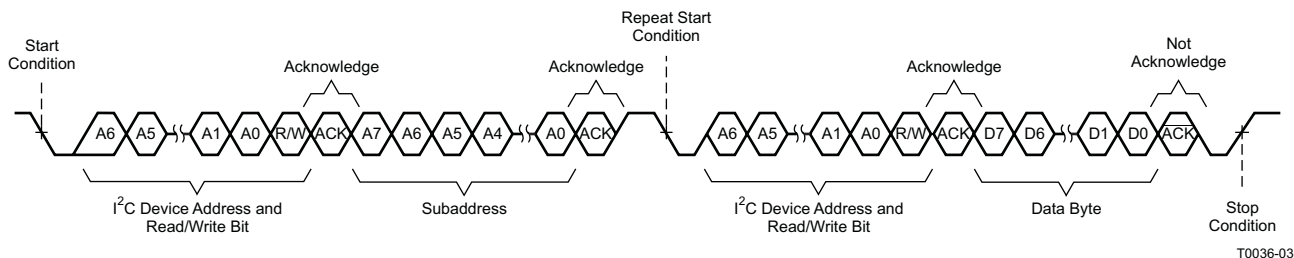 Repeat Start
Condition
Start
Condition
Not
Acknowledge
Acknowledge
Acknowledge
Acknowledge
A6 A5 A1 A0 R/W ACK A7 A6 A5 A4 A0 ACK A6 A5 A1 A0 R/W ACK D7 D6 D1 D0 A̅C̅K̅
I²C Device Address and
Read/Write Bit
Subaddress
I²C Device Address and
Read/Write Bit
Data Byte
Stop
Condition
T0036-03